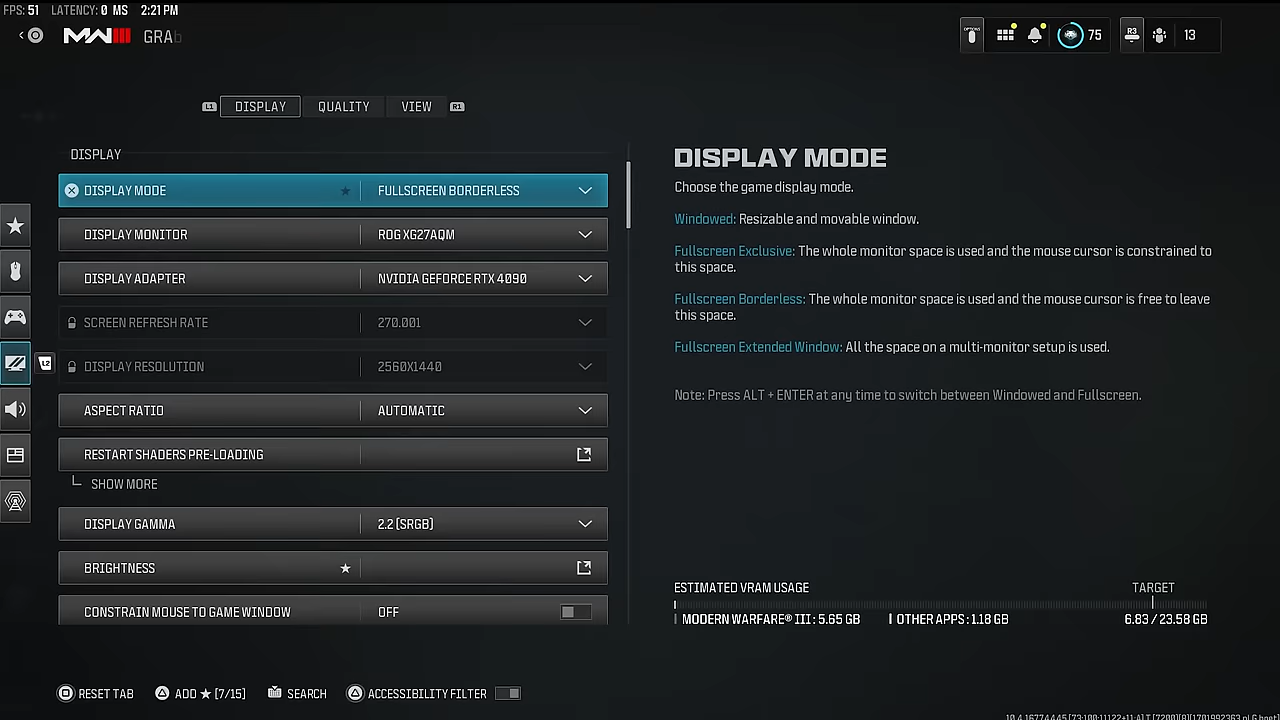 FPS: 51 LATENCY: 0 MS 2:21 PM
MWIII GRAb
OPTIONS 75 R3 13
L1 DISPLAY QUALITY VIEW R1
DISPLAY
DISPLAY MODE FULLSCREEN BORDERLESS
DISPLAY MONITOR ROG XG27AQM
DISPLAY ADAPTER NVIDIA GEFORCE RTX 4090
SCREEN REFRESH RATE 270.001
L2
DISPLAY RESOLUTION 2560X1440
ASPECT RATIO AUTOMATIC
RESTART SHADERS PRE-LOADING
SHOW MORE
DISPLAY GAMMA 2.2 (SRGB)
BRIGHTNESS
CONSTRAIN MOUSE TO GAME WINDOW OFF
DISPLAY MODE
Choose the game display mode.
Windowed: Resizable and movable window.
Fullscreen Exclusive: The whole monitor space is used and the mouse cursor is constrained to
this space.
Fullscreen Borderless: The whole monitor space is used and the mouse cursor is free to leave
this space.
Fullscreen Extended Window: All the space on a multi-monitor setup is used.
Note: Press ALT + ENTER at any time to switch between Windowed and Fullscreen.
ESTIMATED VRAM USAGE TARGET
MODERN WARFARE® III : 5.65 GB OTHER APPS : 1.18 GB 6.83 / 23.58 GB
RESET TAB ADD ★ (7/15) SEARCH ACCESSIBILITY FILTER